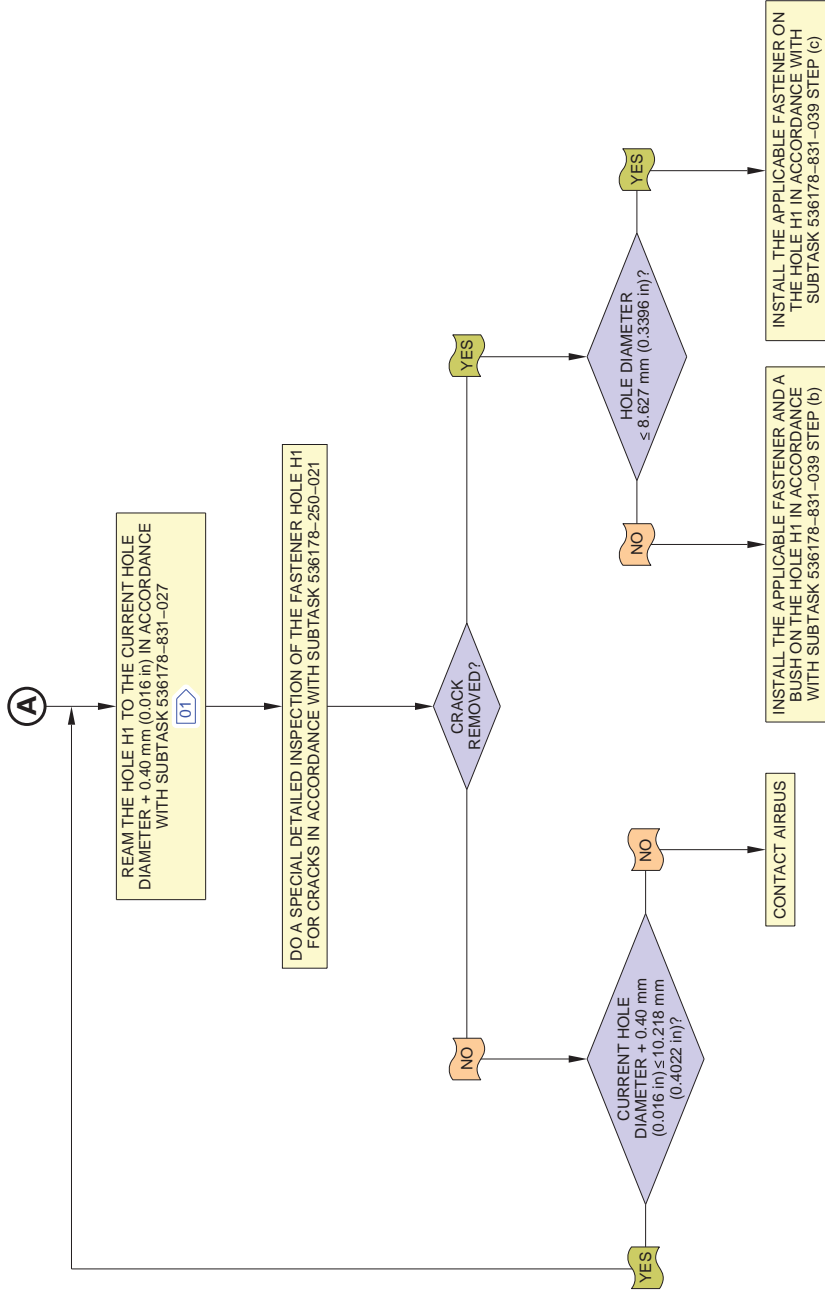 A
REAM THE HOLE H1 TO THE CURRENT HOLE
DIAMETER + 0.40 mm (0.016 in) IN ACCORDANCE
WITH SUBTASK 536178–831–027
01
DO A SPECIAL DETAILED INSPECTION OF THE FASTENER HOLE H1
FOR CRACKS IN ACCORDANCE WITH SUBTASK 536178–250–021
CRACK
REMOVED?
NO
YES
CURRENT HOLE
DIAMETER + 0.40 mm
(0.016 in) ≤ 10.218 mm
(0.4022 in)?
YES
NO
CONTACT AIRBUS
HOLE DIAMETER
≤ 8.627 mm (0.3396 in)?
NO
YES
INSTALL THE APPLICABLE FASTENER AND A
BUSH ON THE HOLE H1 IN ACCORDANCE
WITH SUBTASK 536178–831–039 STEP (b)
INSTALL THE APPLICABLE FASTENER ON
THE HOLE H1 IN ACCORDANCE WITH
SUBTASK 536178–831–039 STEP (c)